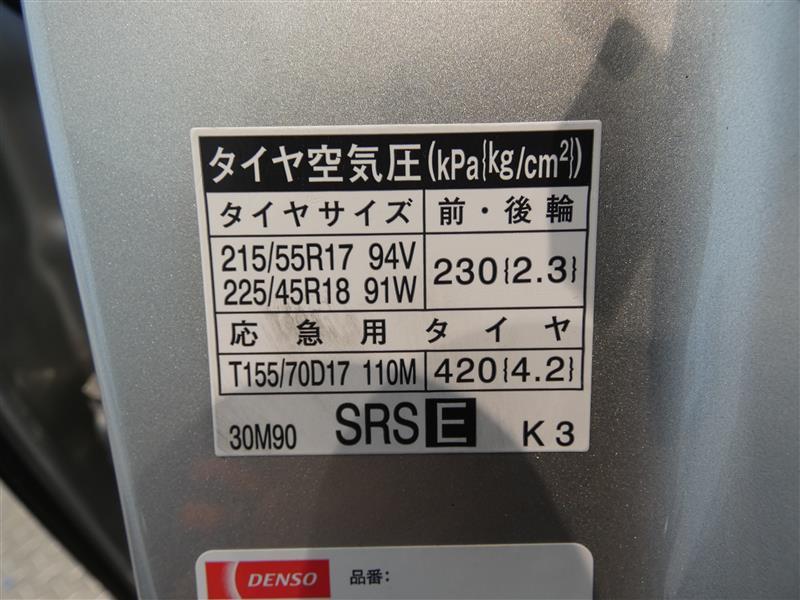 タイヤ空気圧(kPa{kg/cm²})
タイヤサイズ 前・後輪
215/55R17 94V
225/45R18 91W
230{2.3}
応急用タイヤ
T155/70D17 110M 420{4.2}
30M90 SRS E K3
DENSO 品番: